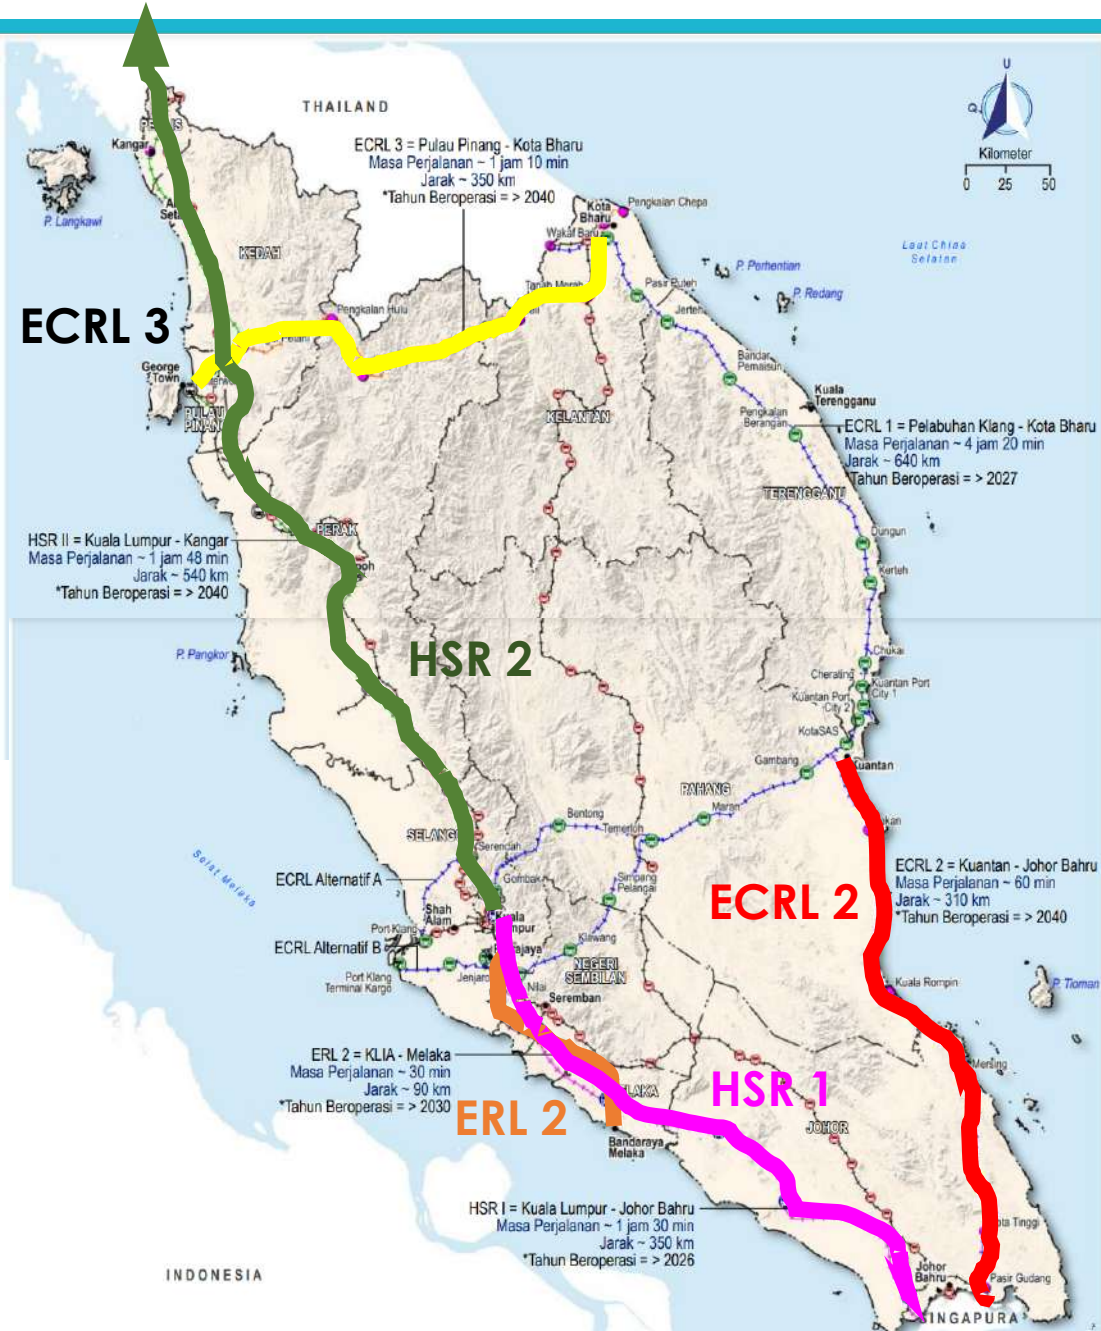 THAILAND
U
Q
Kilometer
0 25 50
Kangar
P. Langkawi
KEDAH
ECRL 3 = Pulau Pinang - Kota Bharu
Masa Perjalanan ~ 1 jam 10 min
Jarak ~ 350 km
*Tahun Beroperasi = > 2040
Kota
Bharu
Pengkalan Chepa
Wakaf Baru
Laut China
Selatan
P. Perhentian
P. Redang
Pasir Puteh
Jerteh
Pengkalan Hulu
ECRL 3
George
Town
PULAU
PINANG
Bandar
Permaisuri
Kuala
Terengganu
Pengkalan
Berangan
KELANTAN
ECRL 1 = Pelabuhan Klang - Kota Bharu
Masa Perjalanan ~ 4 jam 20 min
Jarak ~ 640 km
*Tahun Beroperasi = > 2027
TERENGGANU
Dungun
Kerteh
PERAK
HSR II = Kuala Lumpur - Kangar
Masa Perjalanan ~ 1 jam 48 min
Jarak ~ 540 km
*Tahun Beroperasi = > 2040
P. Pangkor
HSR 2
Chukai
Cherating
Kuantan Port
City 1
Kuantan Port
City 2
KotaSAS
Kuantan
Gambang
PAHANG
Maran
Bentong
Temerloh
Serendah
Selat Melaka
ECRL Alternatif A
Gombak
Simpang
Pelangai
ECRL 2
ECRL 2 = Kuantan - Johor Bahru
Masa Perjalanan ~ 60 min
Jarak ~ 310 km
*Tahun Beroperasi = > 2040
Shah
Alam
Port Klang
ECRL Alternatif B
Klawang
NEGERI
SEMBILAN
Port Klang
Terminal Kargo
Nilai
Seremban
Kuala Rompin
P. Tioman
ERL 2 = KLIA - Melaka
Masa Perjalanan ~ 30 min
Jarak ~ 90 km
*Tahun Beroperasi = > 2030
Mersing
HSR 1
ERL 2
JOHOR
Bandaraya
Melaka
HSR I = Kuala Lumpur - Johor Bahru
Masa Perjalanan ~ 1 jam 30 min
Jarak ~ 350 km
*Tahun Beroperasi = > 2026
INDONESIA
Johor
Bahru
Pasir Gudang
SINGAPURA